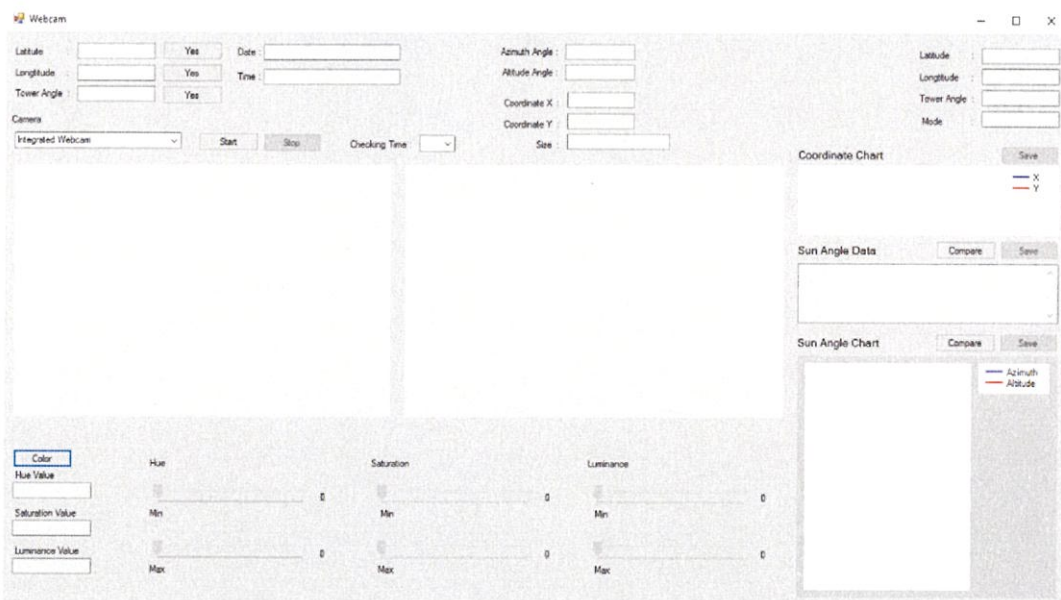 Webcam
Latitute : Yes
Longtitude : Yes
Tower Angle : Yes
Date :
Time :
Azimuth Angle :
Altitude Angle :
Coordinate X :
Coordinate Y :
Size :
Latitude :
Longtitude :
Tower Angle :
Mode :
Camera
Integrated Webcam
Start Stop Checking Time
Coordinate Chart Save
X
Y
Sun Angle Data Compare Save
Sun Angle Chart Compare Save
Azimuth
Altitude
Color
Hue Value
Saturation Value
Luminance Value
Hue Saturation Luminance
0 0 0
Min Min Min
0 0 0
Max Max Max